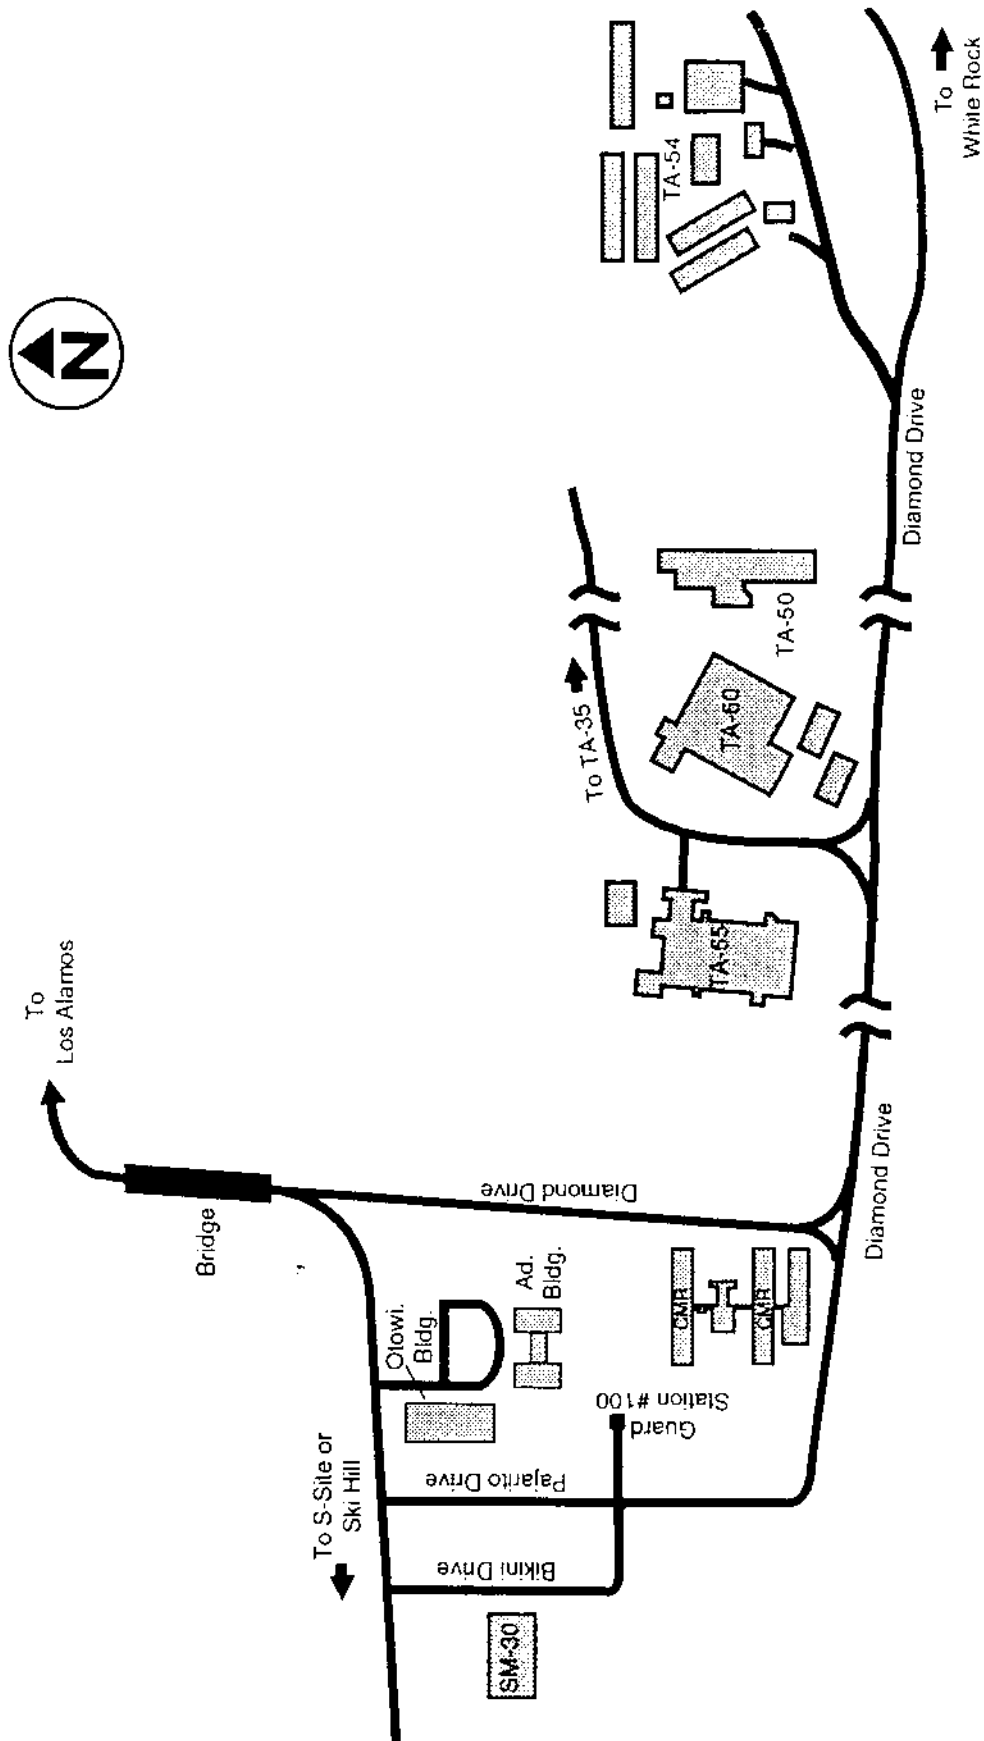 N
To
Los Alamos
Bridge
Diamond Drive
To S-Site or
Ski Hill
Otowi.
Bldg.
Ad.
Bldg.
Pajarito Drive
Bikini Drive
SM-30
Guard
Station #100
CMR
CMR
Diamond Drive
TA-55
To TA-35
TA-60
TA-50
Diamond Drive
TA-54
To
White Rock